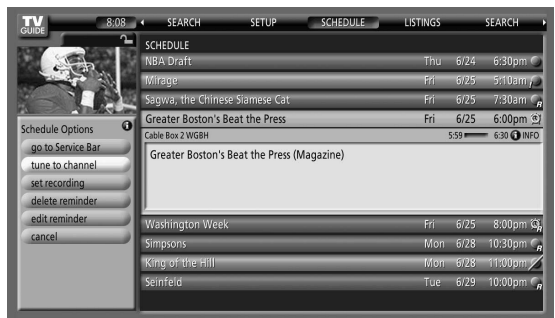 TV
GUIDE
8:08 SEARCH SETUP SCHEDULE LISTINGS SEARCH
SCHEDULE
NBA Draft Thu 6/24 6:30pm
Mirage Fri 6/25 5:10am
Sagwa, the Chinese Siamese Cat Fri 6/25 7:30am R
Greater Boston's Beat the Press Fri 6/25 6:00pm
Cable Box 2 WGBH 5:59 6:30 i INFO
Greater Boston's Beat the Press (Magazine)
Schedule Options i
go to Service Bar
tune to channel
set recording
delete reminder
edit reminder
cancel
Washington Week Fri 6/25 8:00pm R
Simpsons Mon 6/28 10:30pm R
King of the Hill Mon 6/28 11:00pm
Seinfeld Tue 6/29 10:00pm R